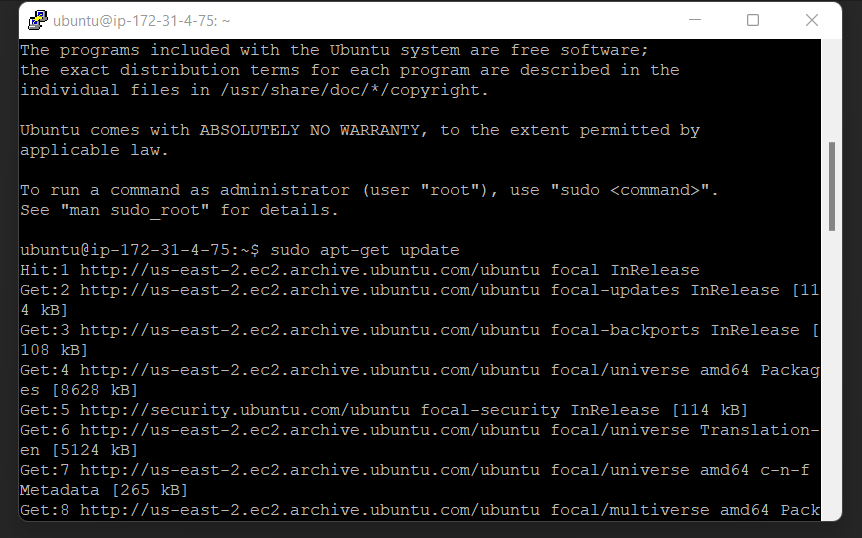 ubuntu@ip-172-31-4-75: ~
The programs included with the Ubuntu system are free software;
the exact distribution terms for each program are described in the
individual files in /usr/share/doc/*/copyright.
Ubuntu comes with ABSOLUTELY NO WARRANTY, to the extent permitted by
applicable law.
To run a command as administrator (user "root"), use "sudo <command>".
See "man sudo_root" for details.
ubuntu@ip-172-31-4-75:~$ sudo apt-get update
Hit:1 http://us-east-2.ec2.archive.ubuntu.com/ubuntu focal InRelease
Get:2 http://us-east-2.ec2.archive.ubuntu.com/ubuntu focal-updates InRelease [11
4 kB]
Get:3 http://us-east-2.ec2.archive.ubuntu.com/ubuntu focal-backports InRelease [
108 kB]
Get:4 http://us-east-2.ec2.archive.ubuntu.com/ubuntu focal/universe amd64 Packag
es [8628 kB]
Get:5 http://security.ubuntu.com/ubuntu focal-security InRelease [114 kB]
Get:6 http://us-east-2.ec2.archive.ubuntu.com/ubuntu focal/universe Translation-
en [5124 kB]
Get:7 http://us-east-2.ec2.archive.ubuntu.com/ubuntu focal/universe amd64 c-n-f
Metadata [265 kB]
Get:8 http://us-east-2.ec2.archive.ubuntu.com/ubuntu focal/multiverse amd64 Pack